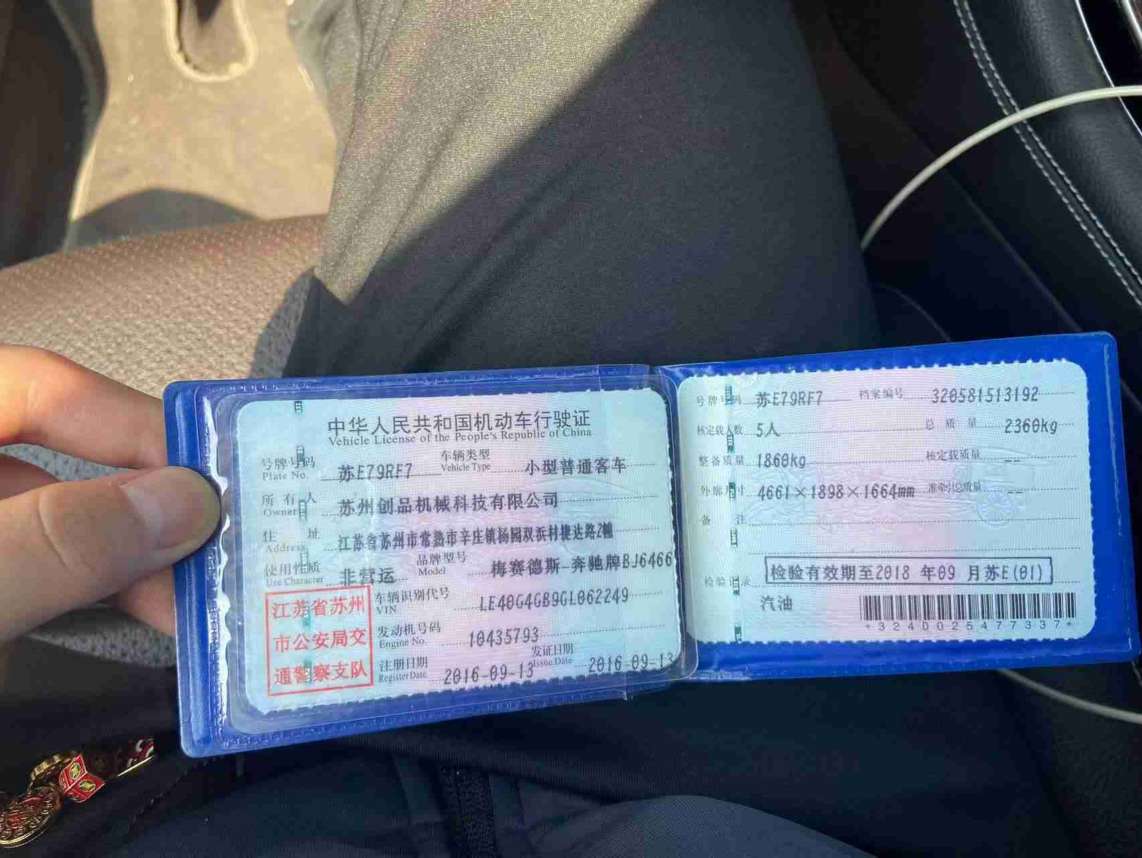 中华人民共和国机动车行驶证
Vehicle License of the People's Republic of China
号牌号码 苏E79RF7 车辆类型 小型普通客车
Plate No. Vehicle Type
所有人 苏州创品机械科技有限公司
Owner
住址 江苏省苏州市常熟市辛庄镇杨园双浜村捷达路2幢
Address
使用性质 非营运 品牌型号 梅赛德斯-奔驰牌BJ6466
Use Character Model
江苏省苏州
市公安局交
通警察支队
车辆识别代号 LE40G4GB9GL062249
VIN
发动机号码 10435793
Engine No.
注册日期 2016-09-13 发证日期 2016-09-13
Register Date Issue Date
号牌号码 苏E79RF7 档案编号 320581513192
核定载人数 5人 总质量 2360kg
整备质量 1860kg 核定载质量 --
外廓尺寸 4661×1898×1664mm 准牵引总质量 --
备注
检验记录 检验有效期至2018年09月苏E(01)
汽油
*3240025477337*